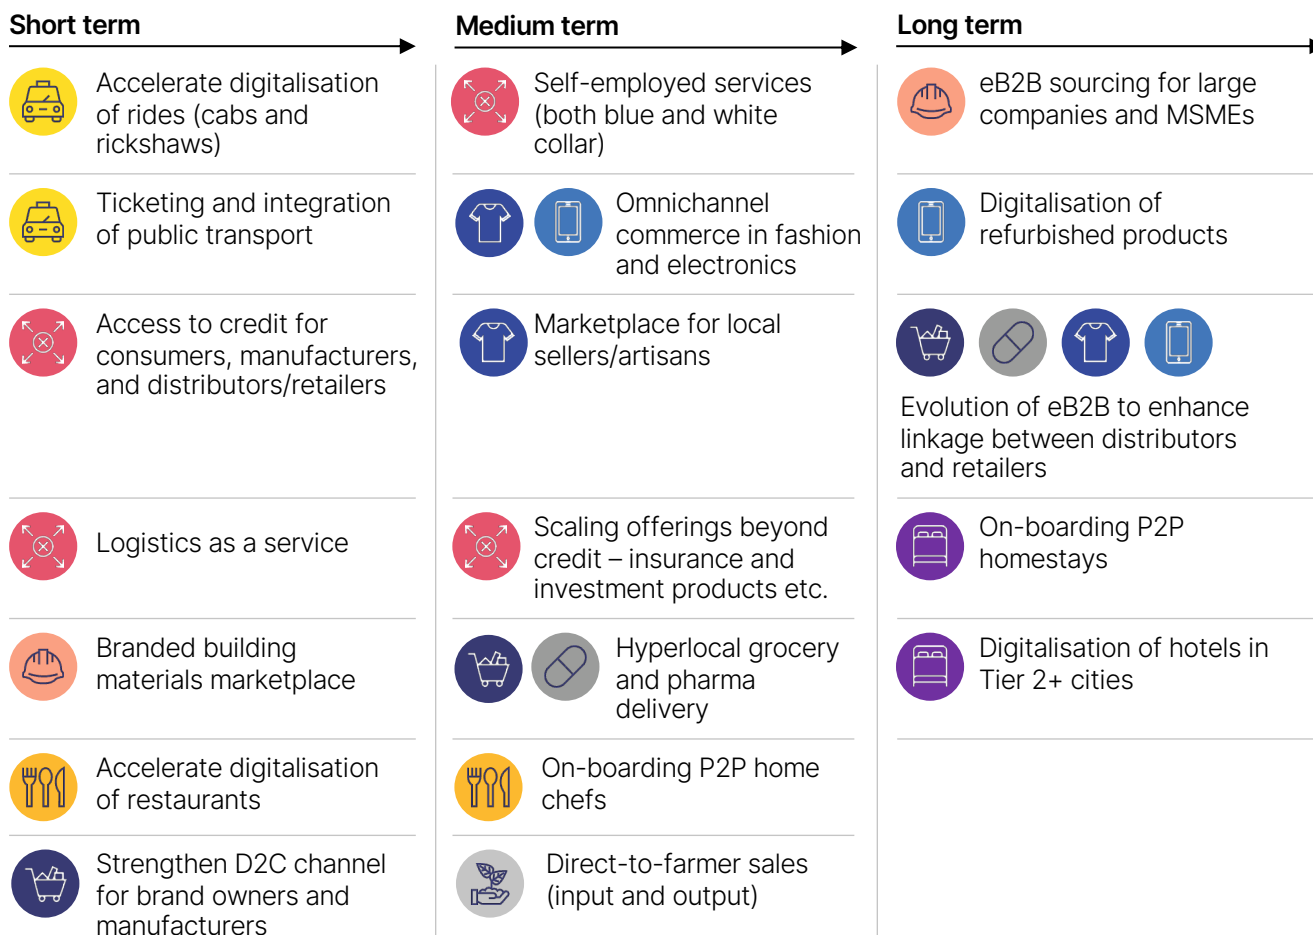 Short term
Accelerate digitalisation
of rides (cabs and
rickshaws)
Ticketing and integration
of public transport
Access to credit for
consumers, manufacturers,
and distributors/retailers
Logistics as a service
Branded building
materials marketplace
Accelerate digitalisation
of restaurants
Strengthen D2C channel
for brand owners and
manufacturers
Medium term
Self-employed services
(both blue and white
collar)
Omnichannel
commerce in fashion
and electronics
Marketplace for local
sellers/artisans
Scaling offerings beyond
credit – insurance and
investment products etc.
Hyperlocal grocery
and pharma
delivery
On-boarding P2P home
chefs
Direct-to-farmer sales
(input and output)
Long term
eB2B sourcing for large
companies and MSMEs
Digitalisation of
refurbished products
Evolution of eB2B to enhance
linkage between distributors
and retailers
On-boarding P2P
homestays
Digitalisation of hotels in
Tier 2+ cities